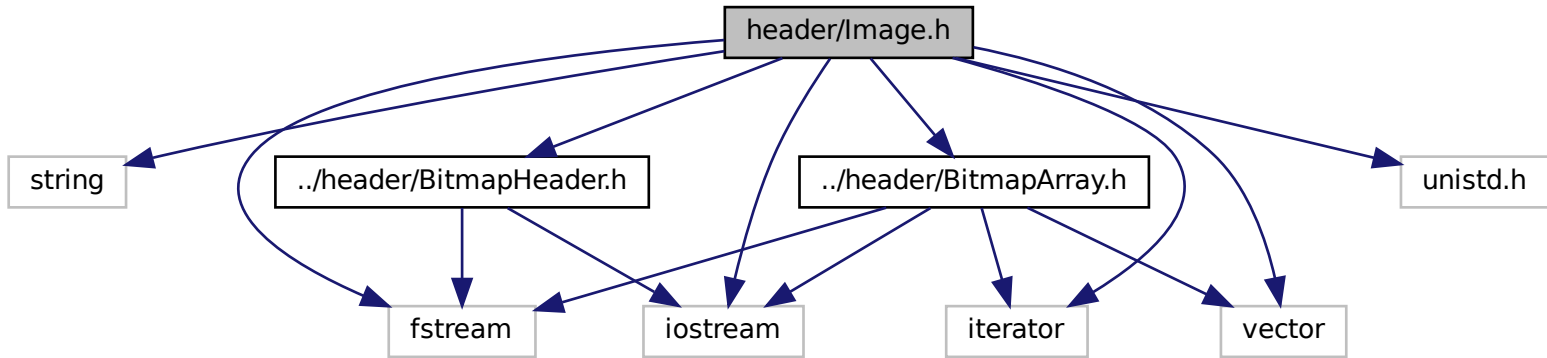 header/Image.h
string
../header/BitmapHeader.h
../header/BitmapArray.h
unistd.h
fstream
iostream
iterator
vector